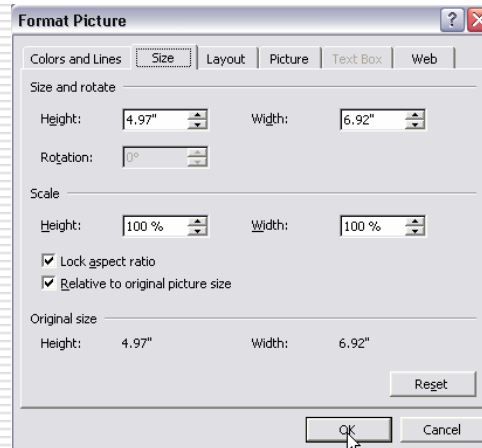 Format Picture
Colors and Lines Size Layout Picture Text Box Web
Size and rotate
Height: 4.97" Width: 6.92"
Rotation: 0°
Scale
Height: 100 % Width: 100 %
Lock aspect ratio
Relative to original picture size
Original size
Height: 4.97" Width: 6.92"
Reset
OK Cancel